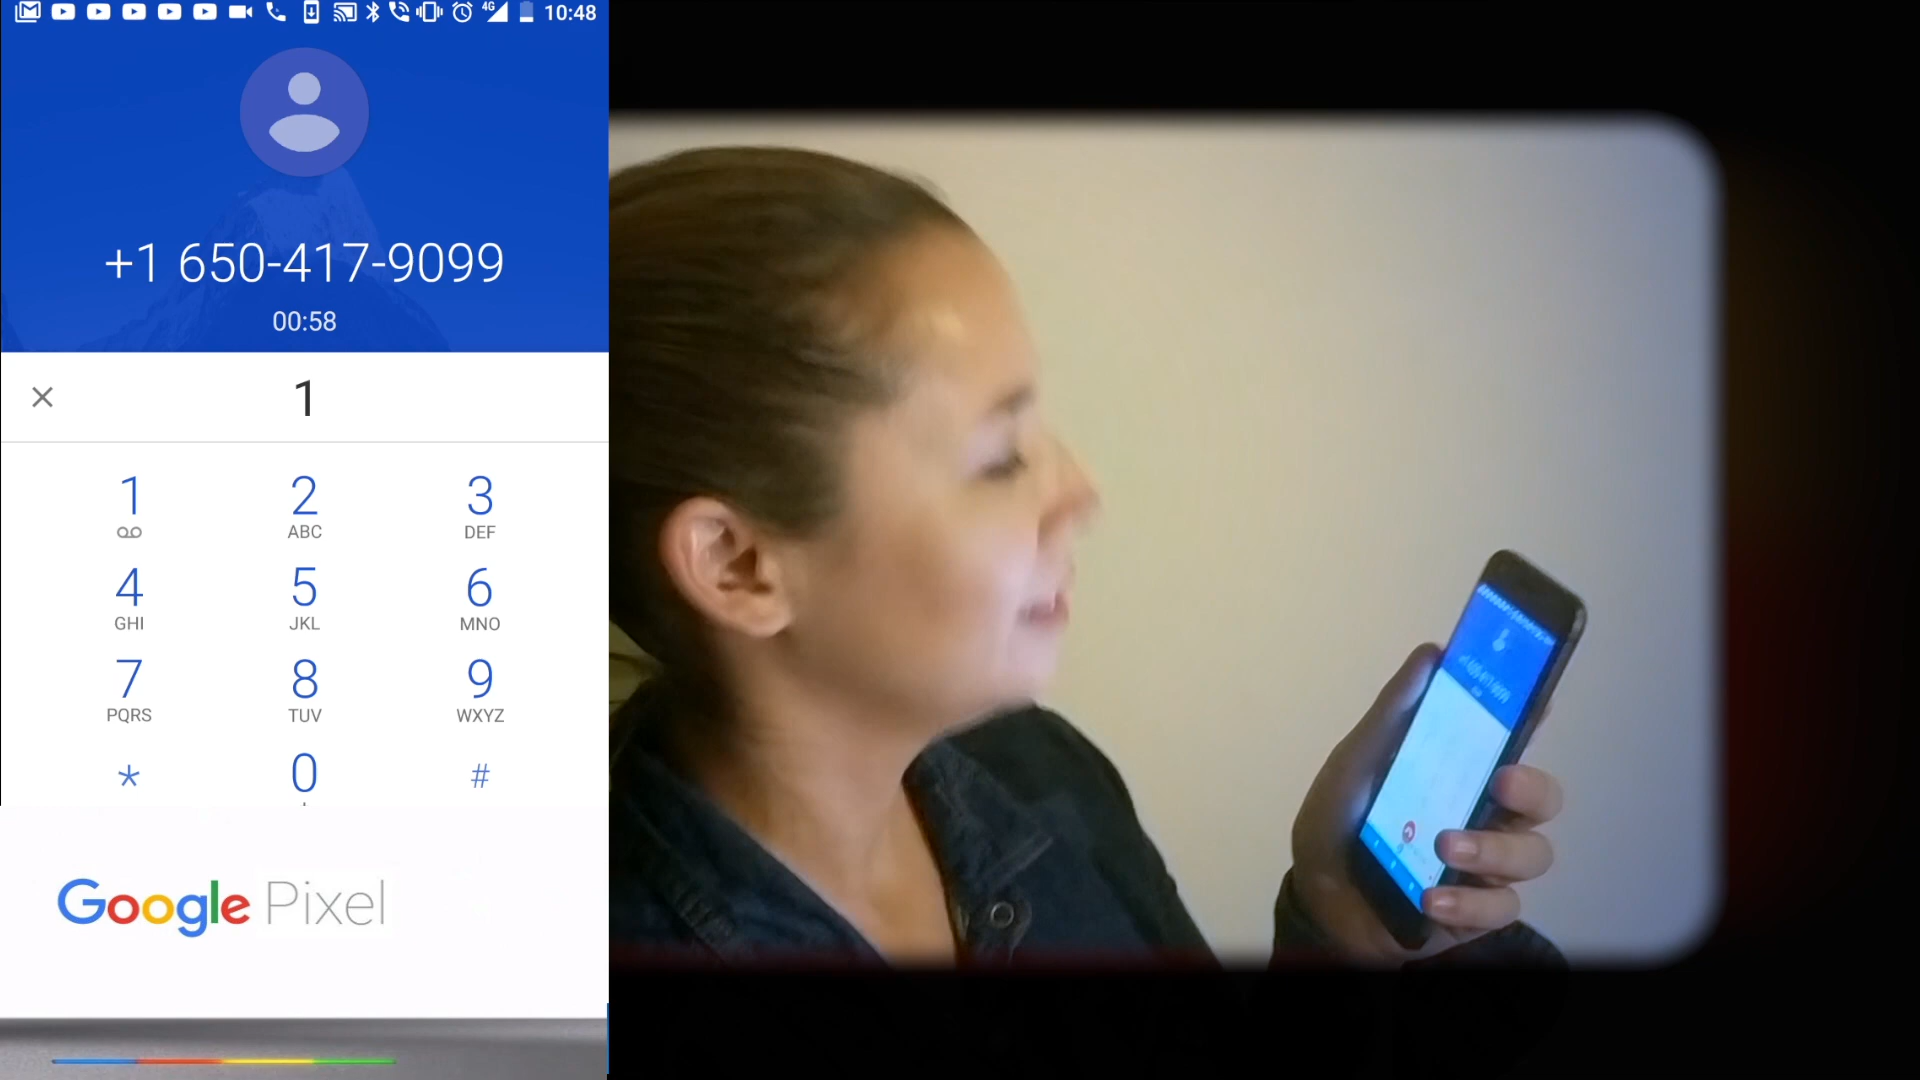 4G 10:48
+1 650-417-9099
00:58
× 1
1 2 3
ABC DEF
4 5 6
GHI JKL MNO
7 8 9
PQRS TUV WXYZ
* 0 #
Google Pixel